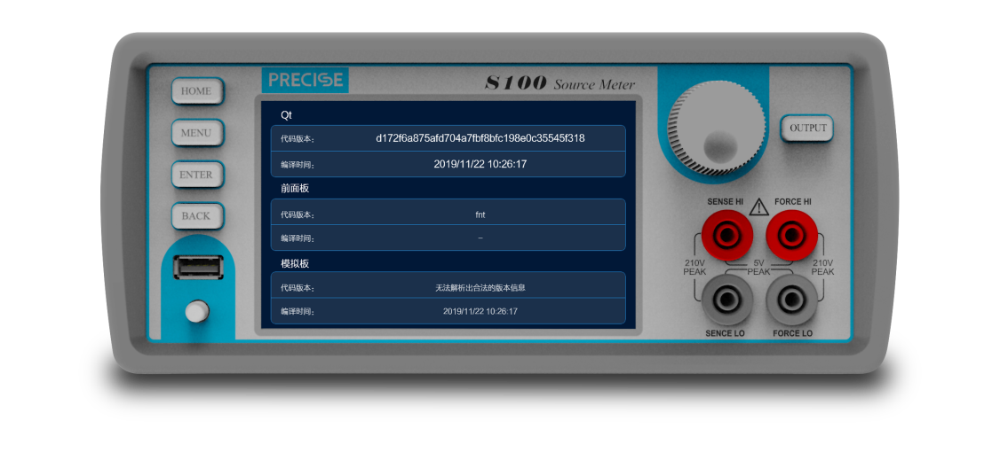 PRECISE
S100 Source Meter
HOME
MENU
ENTER
BACK
Qt
代码版本： d172f6a875afd704a7fbf8bfc198e0c35545f318
编译时间： 2019/11/22 10:26:17
前面板
代码版本： fnt
编译时间： –
模拟板
代码版本： 无法解析出合法的版本信息
编译时间： 2019/11/22 10:26:17
OUTPUT
SENSE HI
FORCE HI
210V
PEAK
5V
PEAK
210V
PEAK
SENCE LO
FORCE LO